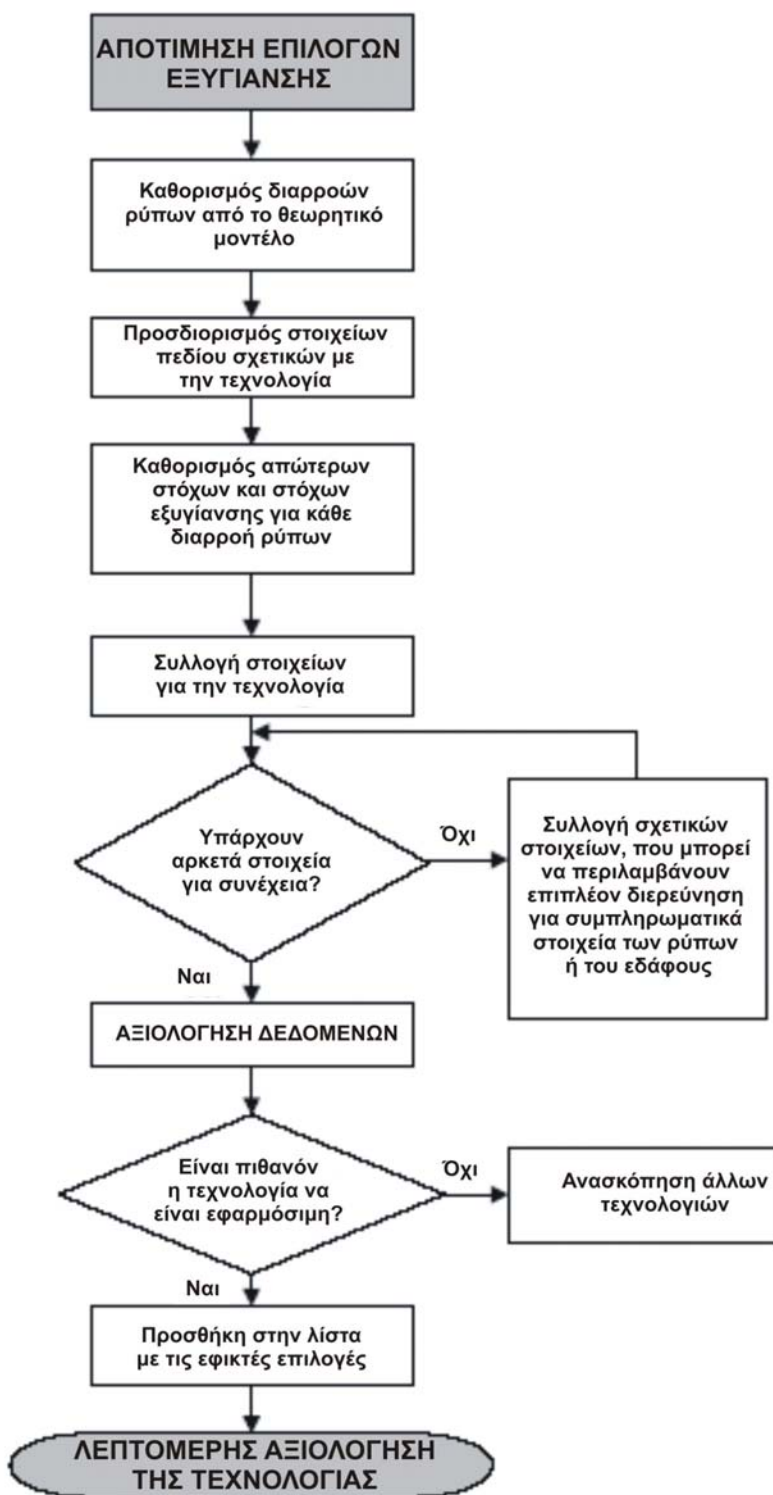 ΑΠΟΤΙΜΗΣΗ ΕΠΙΛΟΓΩΝ
ΕΞΥΓΙΑΝΣΗΣ
Καθορισμός διαρροών
ρύπων από το θεωρητικό
μοντέλο
Προσδιορισμός στοιχείων
πεδίου σχετικών με
την τεχνολογία
Καθορισμός απώτερων
στόχων και στόχων
εξυγίανσης για κάθε
διαρροή ρύπων
Συλλογή στοιχείων
για την τεχνολογία
Υπάρχουν
αρκετά στοιχεία
για συνέχεια?
Όχι
Συλλογή σχετικών
στοιχείων, που μπορεί
να περιλαμβάνουν
επιπλέον διερεύνηση
για συμπληρωματικά
στοιχεία των ρύπων
ή του εδάφους
Ναι
ΑΞΙΟΛΟΓΗΣΗ ΔΕΔΟΜΕΝΩΝ
Είναι πιθανόν
η τεχνολογία να
είναι εφαρμόσιμη?
Όχι
Ανασκόπηση άλλων
τεχνολογιών
Ναι
Προσθήκη στην λίστα
με τις εφικτές επιλογές
ΛΕΠΤΟΜΕΡΗΣ ΑΞΙΟΛΟΓΗΣΗ
ΤΗΣ ΤΕΧΝΟΛΟΓΙΑΣ